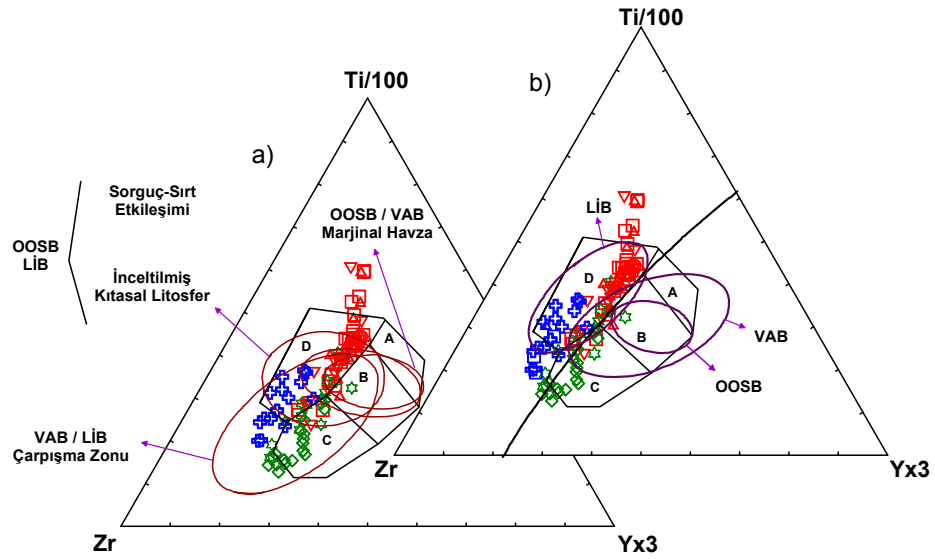 a)
Ti/100
OOSB
LİB
Sorguç-Sırt
Etkileşimi
İnceltilmiş
Kıtasal Litosfer
OOSB / VAB
Marjinal Havza
VAB / LİB
Çarpışma Zonu
D
A
B
C
Zr
Yx3
b)
Ti/100
LİB
D
A
B
C
VAB
OOSB
Zr
Yx3